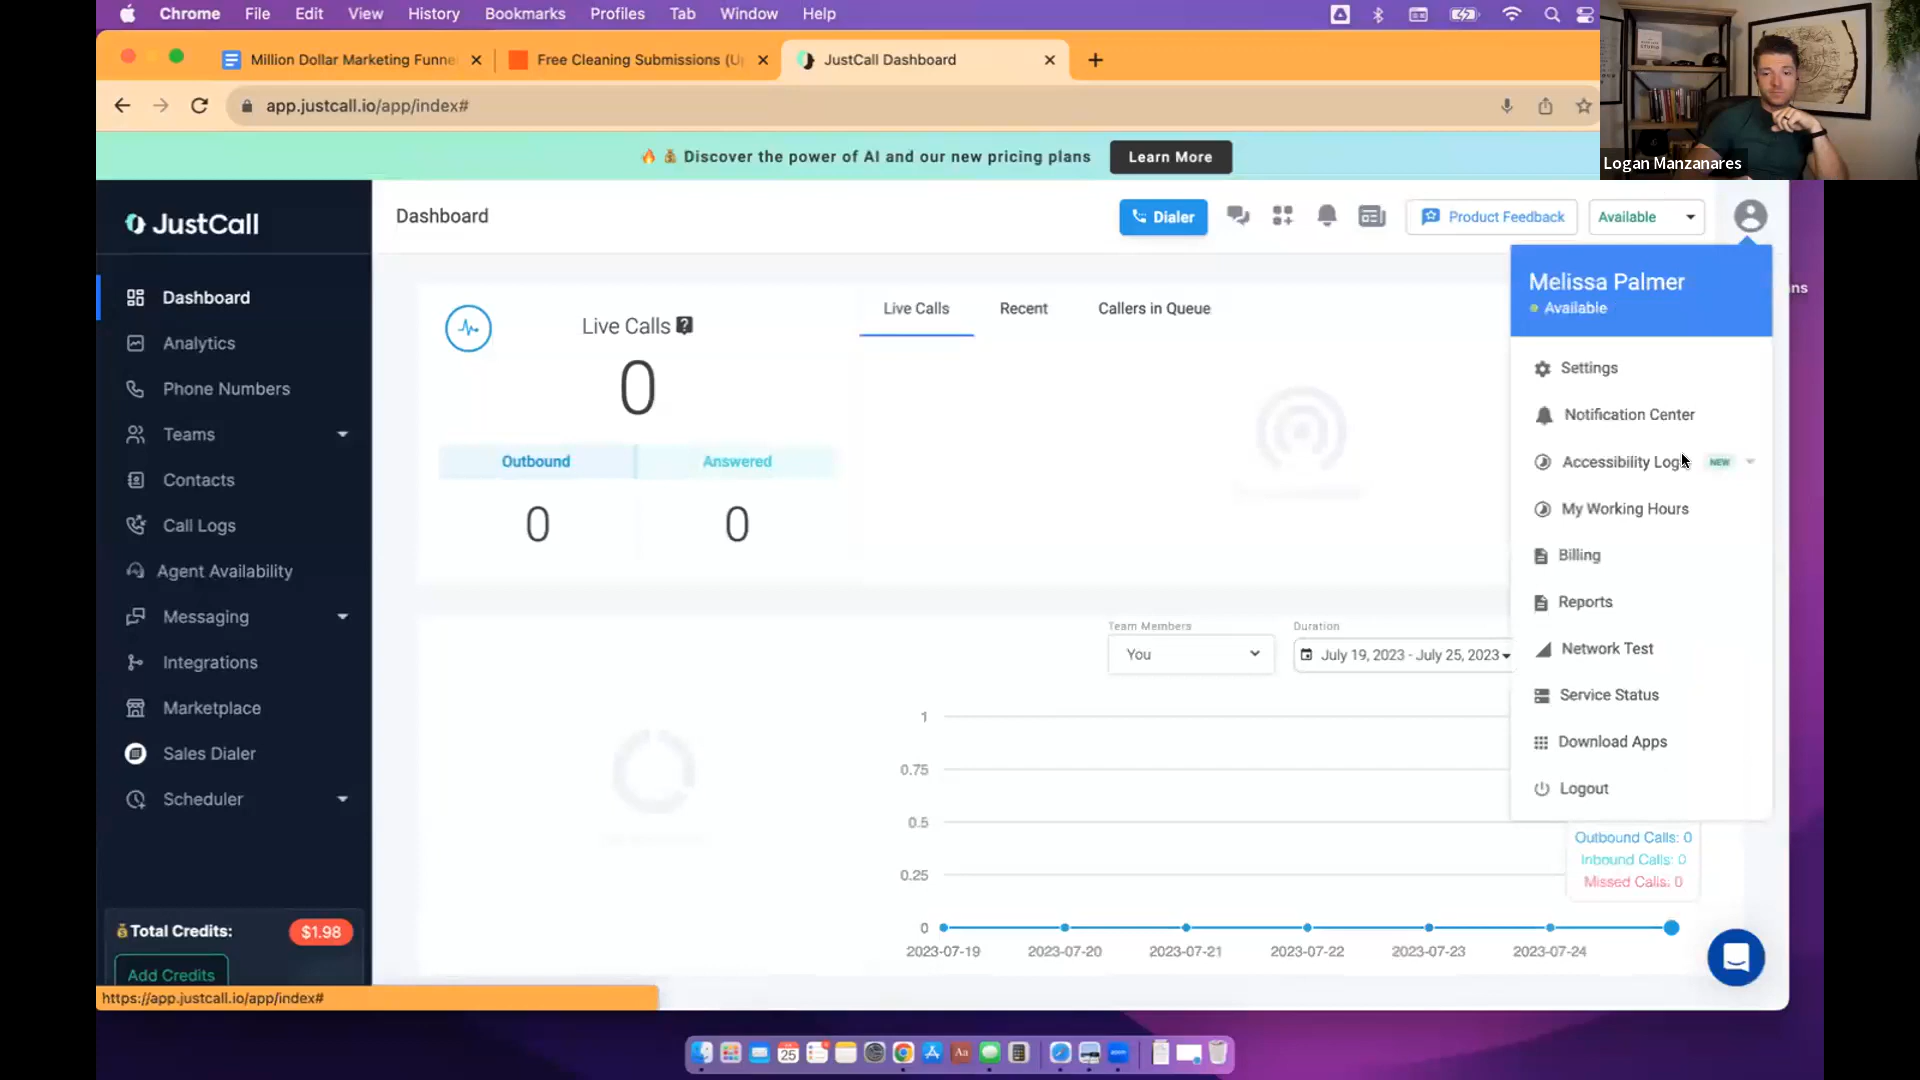 Chrome File Edit View History Bookmarks Profiles Tab Window Help
Million Dollar Marketing Funne
Free Cleaning Submissions (U
JustCall Dashboard
app.justcall.io/app/index#
Discover the power of AI and our new pricing plans
Learn More
Logan Manzanares
JustCall
Dashboard
Dialer
Product Feedback
Available
Dashboard
Analytics
Phone Numbers
Teams
Contacts
Call Logs
Agent Availability
Messaging
Integrations
Marketplace
Sales Dialer
Scheduler
Total Credits:
$1.98
Add Credits
https://app.justcall.io/app/index#
Live Calls
0
Outbound
Answered
0
0
Live Calls
Recent
Callers in Queue
Team Members
You
Duration
July 19, 2023 - July 25, 2023
1
0.75
0.5
0.25
0
2023-07-19
2023-07-20
2023-07-21
2023-07-22
2023-07-23
2023-07-24
Outbound Calls: 0
Inbound Calls: 0
Missed Calls: 0
Melissa Palmer
Available
ns
Settings
Notification Center
Accessibility Log
NEW
My Working Hours
Billing
Reports
Network Test
Service Status
Download Apps
Logout
25
Aa
zoom